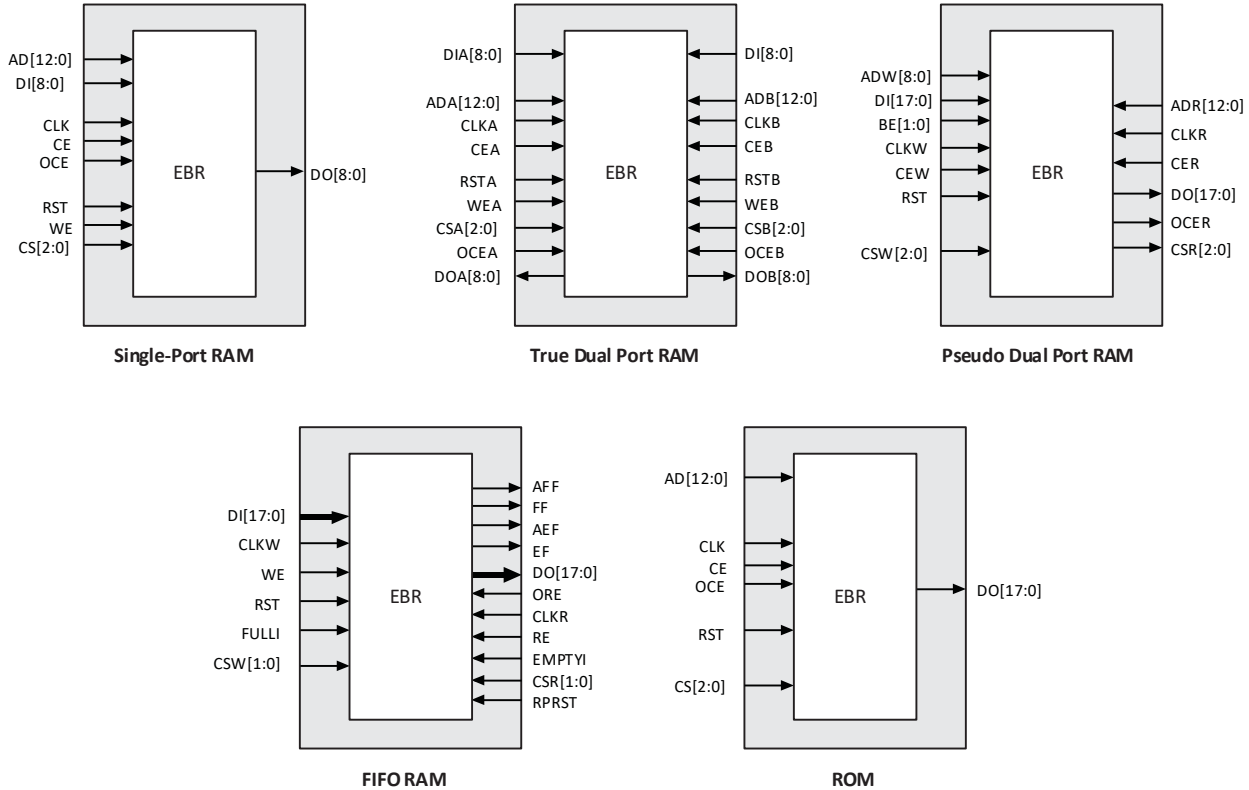 AD[12:0]
DI[8:0]
CLK
CE
OCE
RST
WE
CS[2:0]
EBR
DO[8:0]
Single-Port RAM
DIA[8:0]
ADA[12:0]
CLKA
CEA
RSTA
WEA
CSA[2:0]
OCEA
DOA[8:0]
EBR
DI[8:0]
ADB[12:0]
CLKB
CEB
RSTB
WEB
CSB[2:0]
OCEB
DOB[8:0]
True Dual Port RAM
ADW[8:0]
DI[17:0]
BE[1:0]
CLKW
CEW
RST
CSW[2:0]
EBR
ADR[12:0]
CLKR
CER
DO[17:0]
OCER
CSR[2:0]
Pseudo Dual Port RAM
DI[17:0]
CLKW
WE
RST
FULLI
CSW[1:0]
EBR
AFF
FF
AEF
EF
DO[17:0]
ORE
CLKR
RE
EMPTYI
CSR[1:0]
RPRST
FIFO RAM
AD[12:0]
CLK
CE
OCE
RST
CS[2:0]
EBR
DO[17:0]
ROM